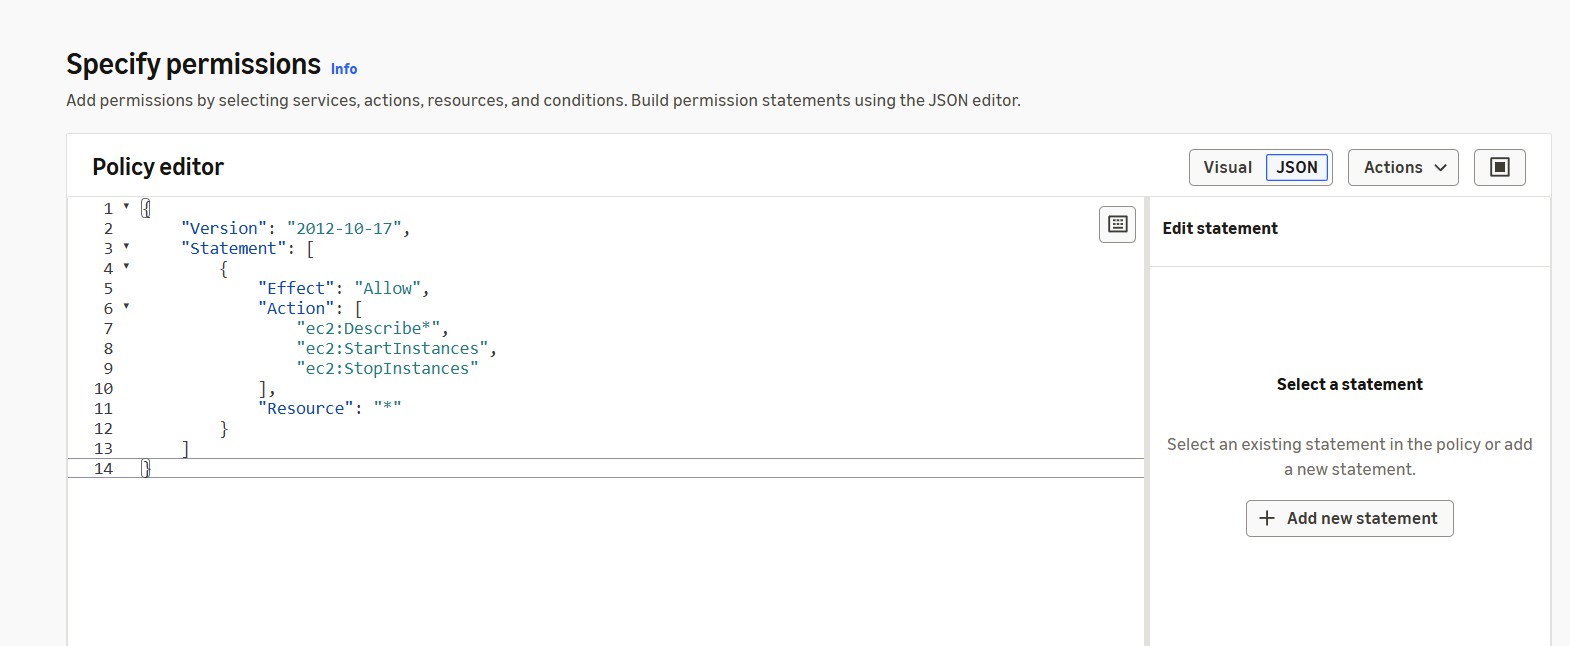 Specify permissions Info
Add permissions by selecting services, actions, resources, and conditions. Build permission statements using the JSON editor.
Policy editor
Visual JSON Actions
1 {
2 "Version": "2012-10-17",
3 "Statement": [
4 {
5 "Effect": "Allow",
6 "Action": [
7 "ec2:Describe*",
8 "ec2:StartInstances",
9 "ec2:StopInstances"
10 ],
11 "Resource": "*"
12 }
13 ]
14 }
Edit statement
Select a statement
Select an existing statement in the policy or add
a new statement.
+ Add new statement